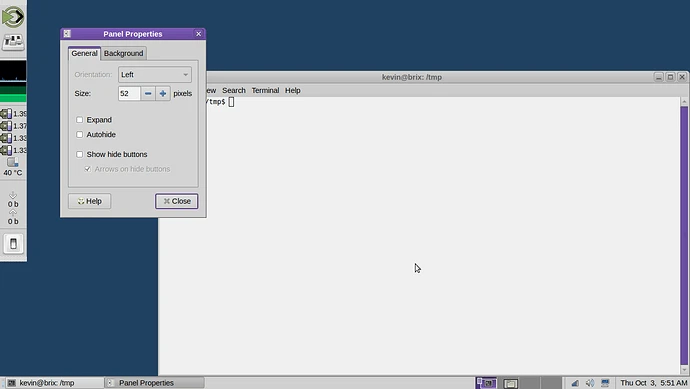 Panel Properties
General
Background
Orientation: Left
Size: 52 pixels
Expand
Autohide
Show hide buttons
Arrows on hide buttons
Help
Close
kevin@brix: /tmp
ew Search Terminal Help
/tmp$
1.39
1.37
1.33
1.33
40 °C
0 b
0 b
kevin@brix: /tmp
Panel Properties
Thu Oct 3, 5:51 AM